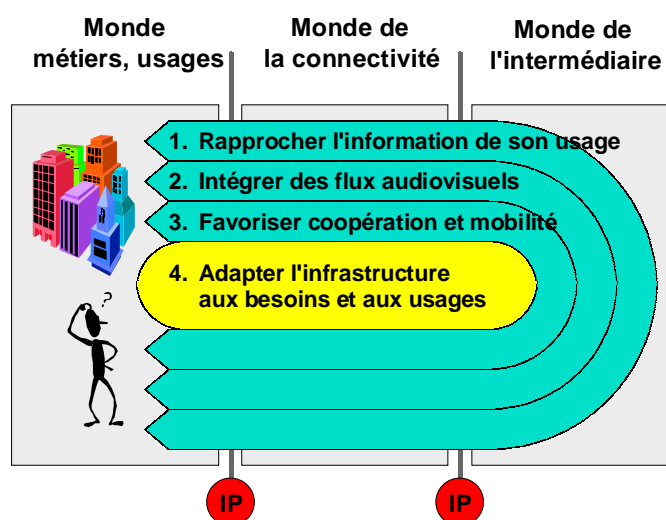 Monde
métiers, usages
Monde de
la connectivité
Monde de
l'intermédiaire
1. Rapprocher l'information de son usage
2. Intégrer des flux audiovisuels
3. Favoriser coopération et mobilité
4. Adapter l'infrastructure
aux besoins et aux usages
?
IP
IP